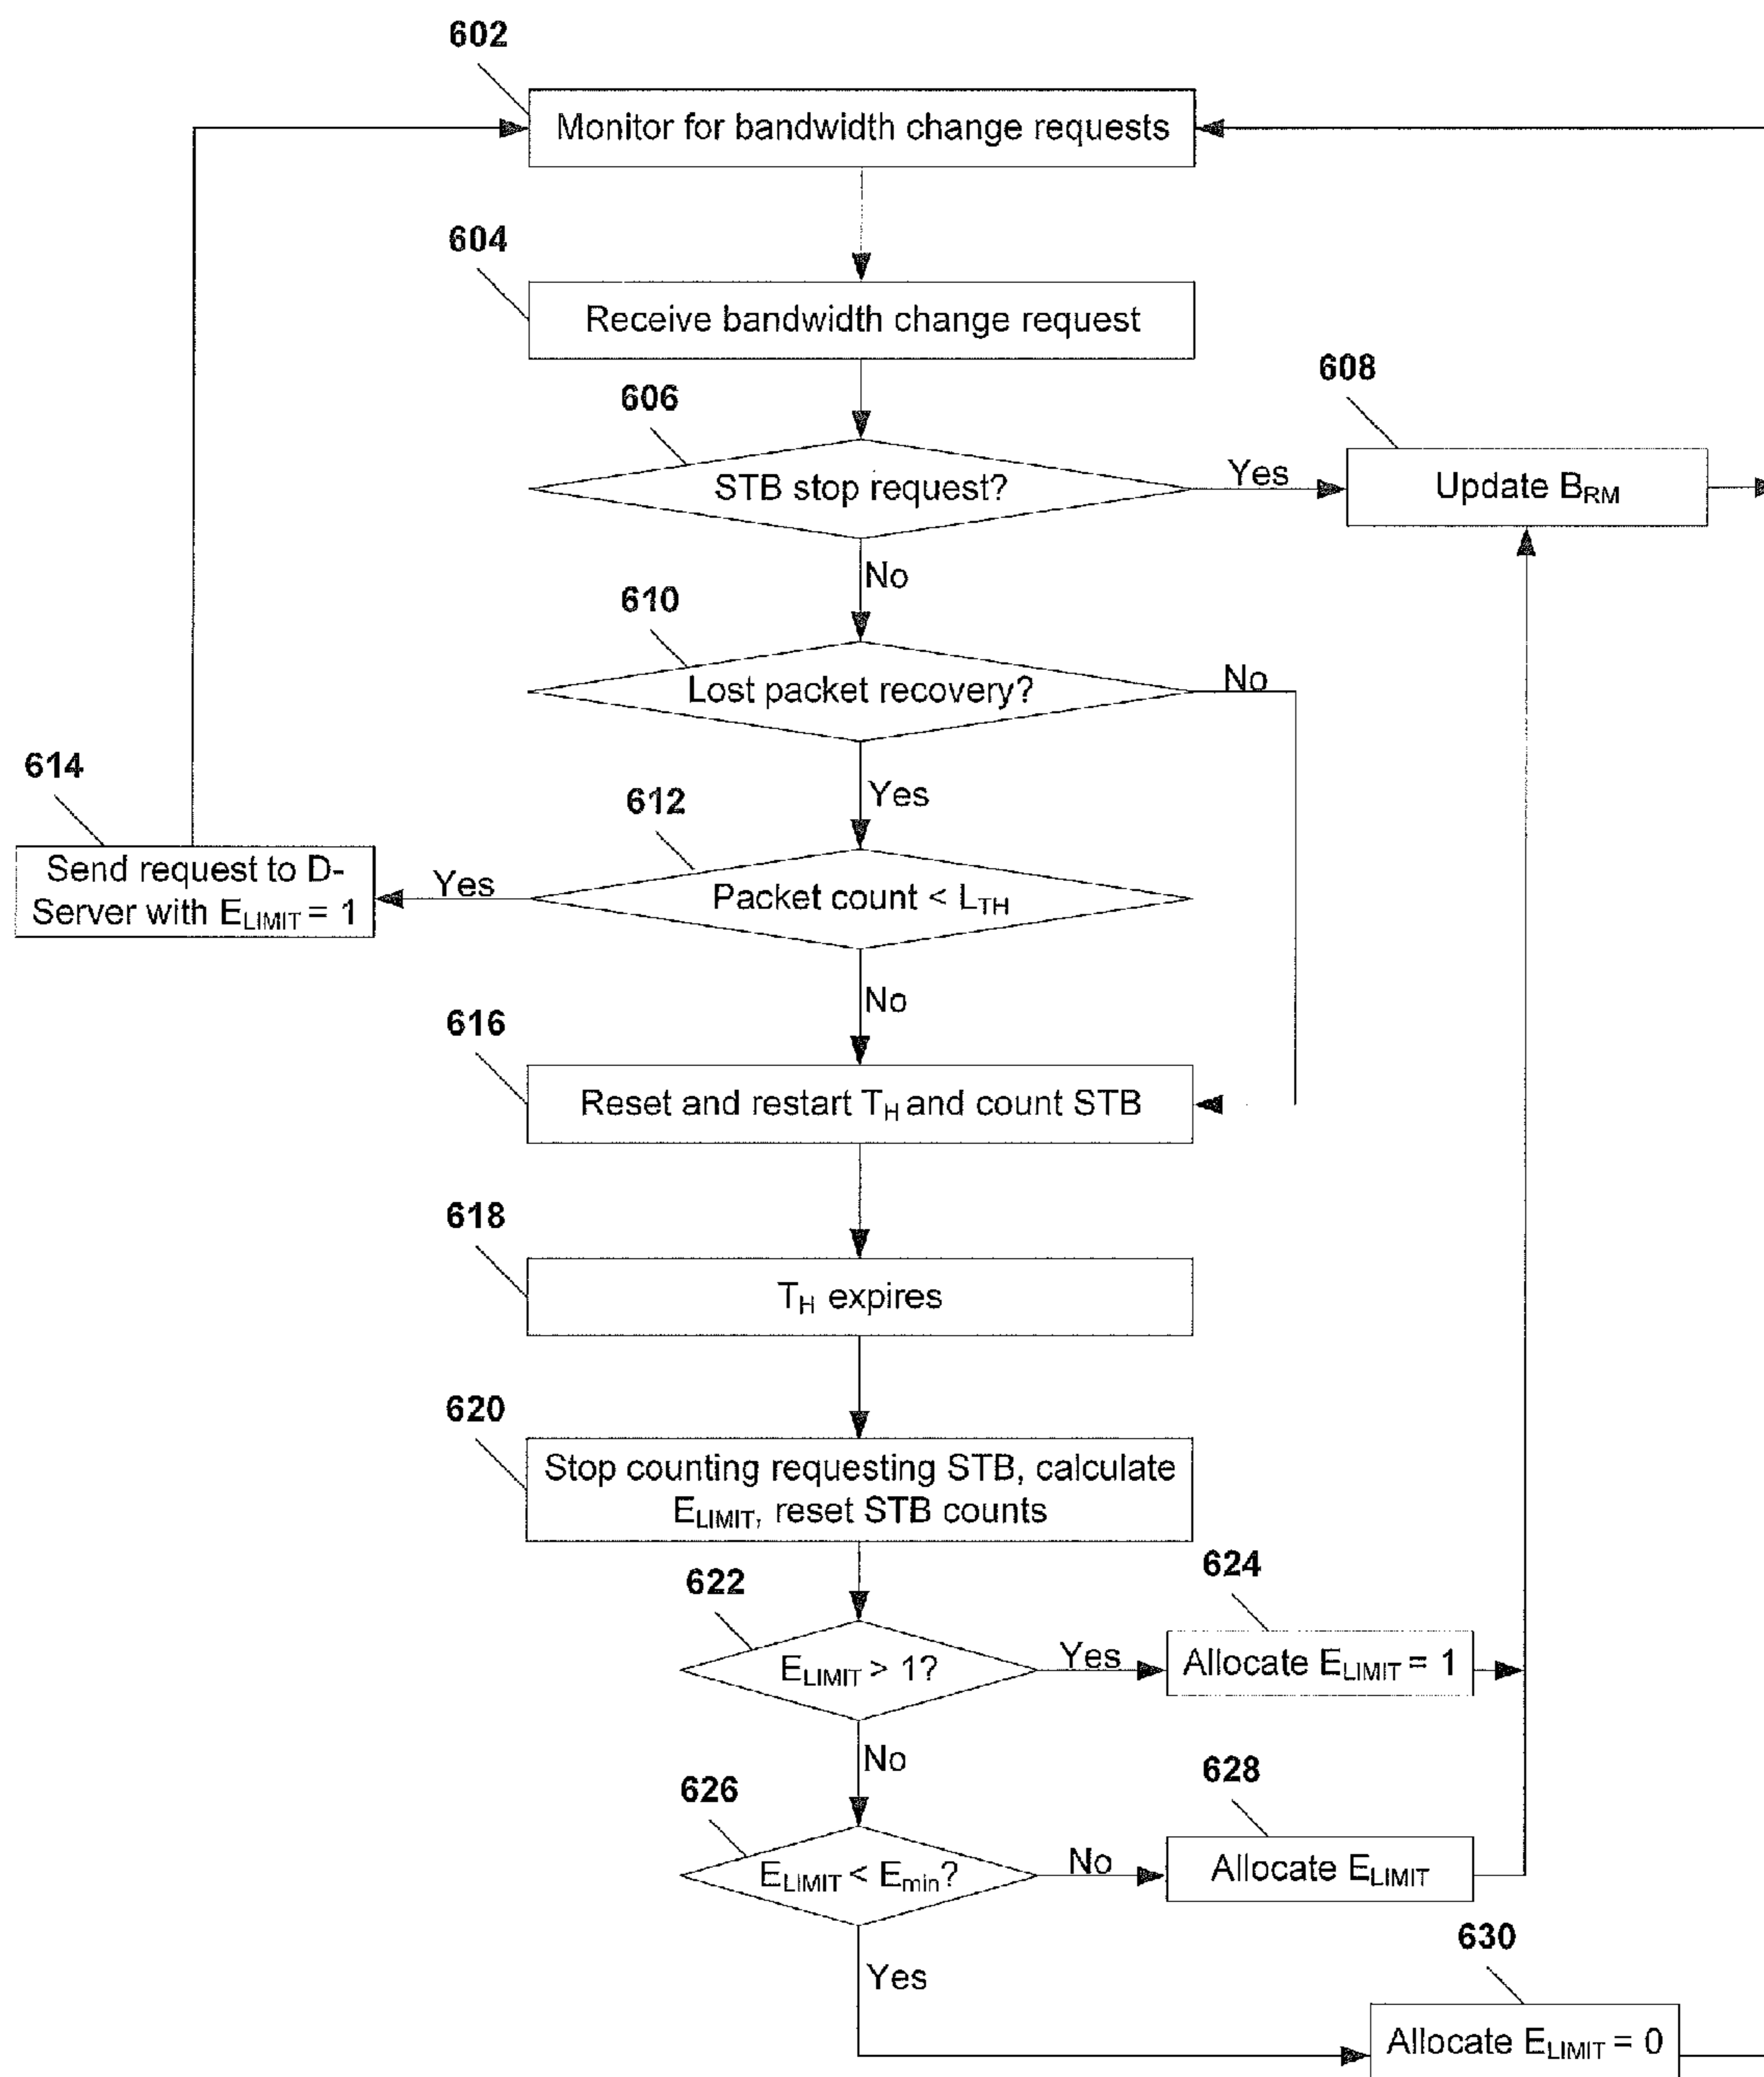 602
Monitor for bandwidth change requests
604
Receive bandwidth change request
606
STB stop request?
Yes
608
Update BRM
No
610
Lost packet recovery?
No
Yes
612
Packet count < LTH
Yes
614
Send request to D-
Server with ELIMIT = 1
No
616
Reset and restart TH and count STB
618
TH expires
620
Stop counting requesting STB, calculate
ELIMIT, reset STB counts
622
ELIMIT > 1?
Yes
624
Allocate ELIMIT = 1
No
626
ELIMIT < Emin?
No
628
Allocate ELIMIT
Yes
630
Allocate ELIMIT = 0